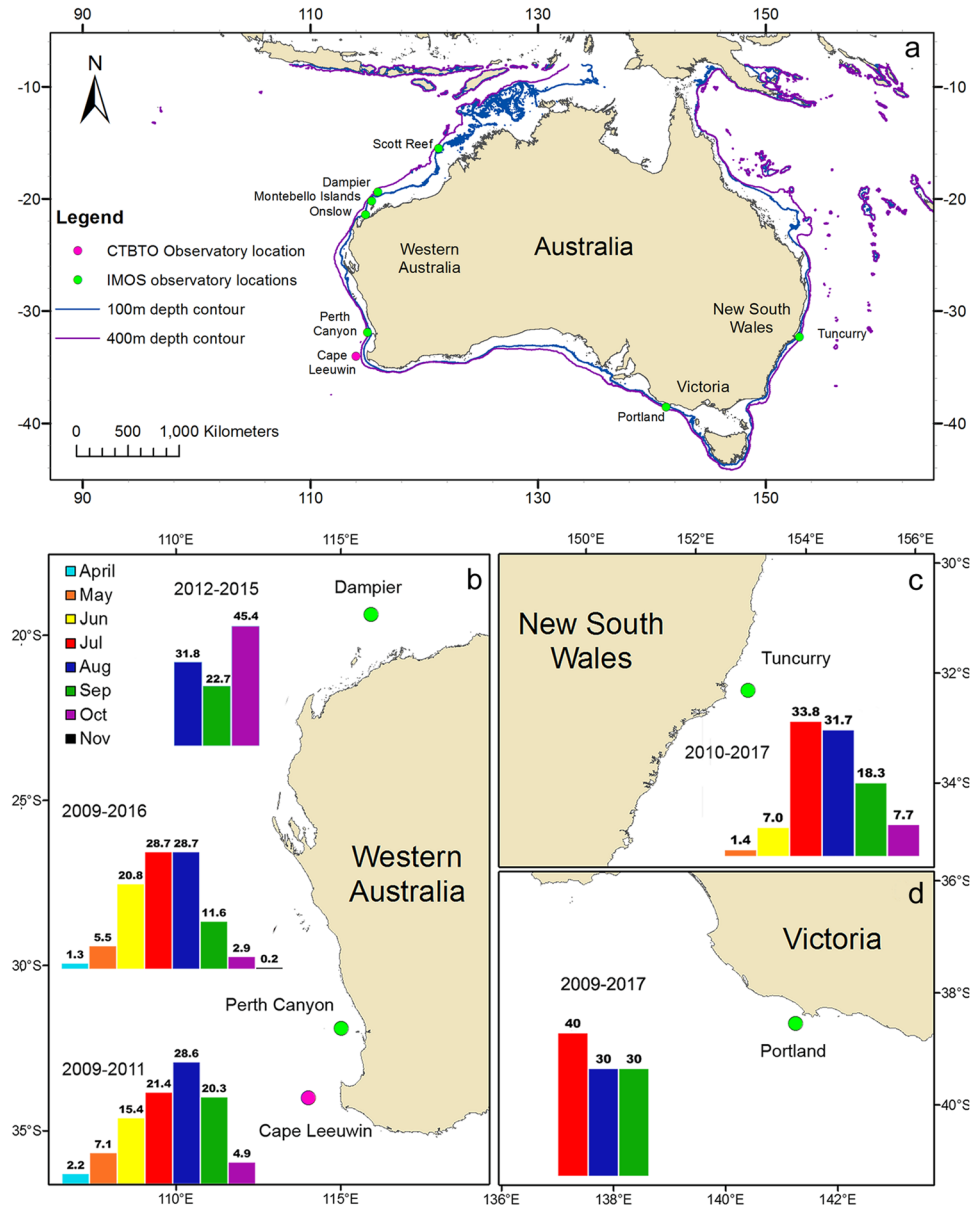 90 110 130 150
a
N
-10 -10
Scott Reef
Dampier
Montebello Islands
Onslow
-20 -20
Legend
CTBTO Observatory location
IMOS observatory locations
100m depth contour
400m depth contour
Western
Australia
Australia
-30 -30
New South
Wales
Perth
Canyon
Tuncurry
Cape
Leeuwin
Victoria
Portland
-40 -40
0 500 1,000 Kilometers
90 110 130 150
110°E 115°E
b
April
May
Jun
Jul
Aug
Sep
Oct
Nov
2012-2015
45.4
31.8
22.7
Dampier
20°S
25°S
2009-2016
28.7 28.7
20.8
11.6
5.5
2.9
1.3
0.2
Western
Australia
30°S
Perth Canyon
2009-2011
28.6
21.4
20.3
15.4
7.1
4.9
2.2
Cape Leeuwin
35°S
110°E 115°E
150°E 152°E 154°E 156°E
c
30°S
New South
Wales
Tuncurry
32°S
2010-2017
33.8
31.7
18.3
7.0
7.7
1.4
34°S
d
36°S
Victoria
2009-2017
38°S
40
30 30
Portland
40°S
136°E 138°E 140°E 142°E